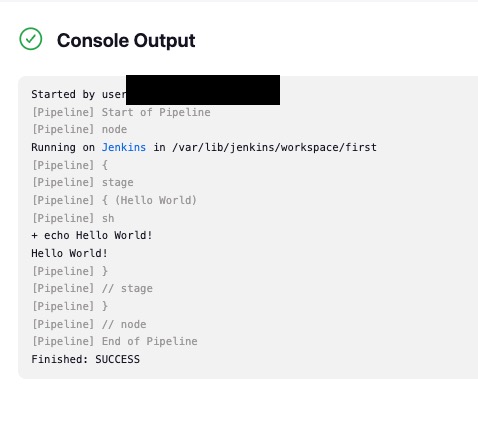 Console Output
Started by user
[Pipeline] Start of Pipeline
[Pipeline] node
Running on Jenkins in /var/lib/jenkins/workspace/first
[Pipeline] {
[Pipeline] stage
[Pipeline] { (Hello World)
[Pipeline] sh
+ echo Hello World!
Hello World!
[Pipeline] }
[Pipeline] // stage
[Pipeline] }
[Pipeline] // node
[Pipeline] End of Pipeline
Finished: SUCCESS